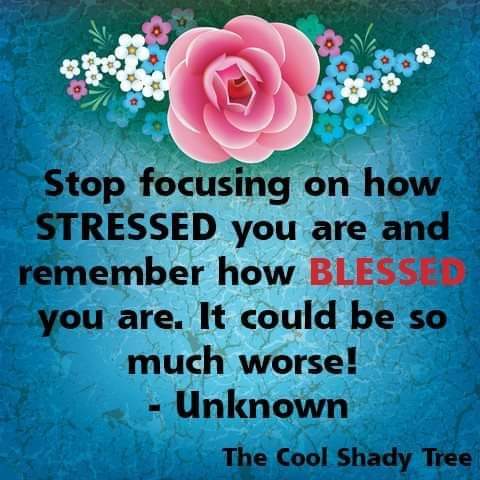 Stop focusing on how
STRESSED you are and
remember how BLESSED
you are. It could be so
much worse!
- Unknown
The Cool Shady Tree